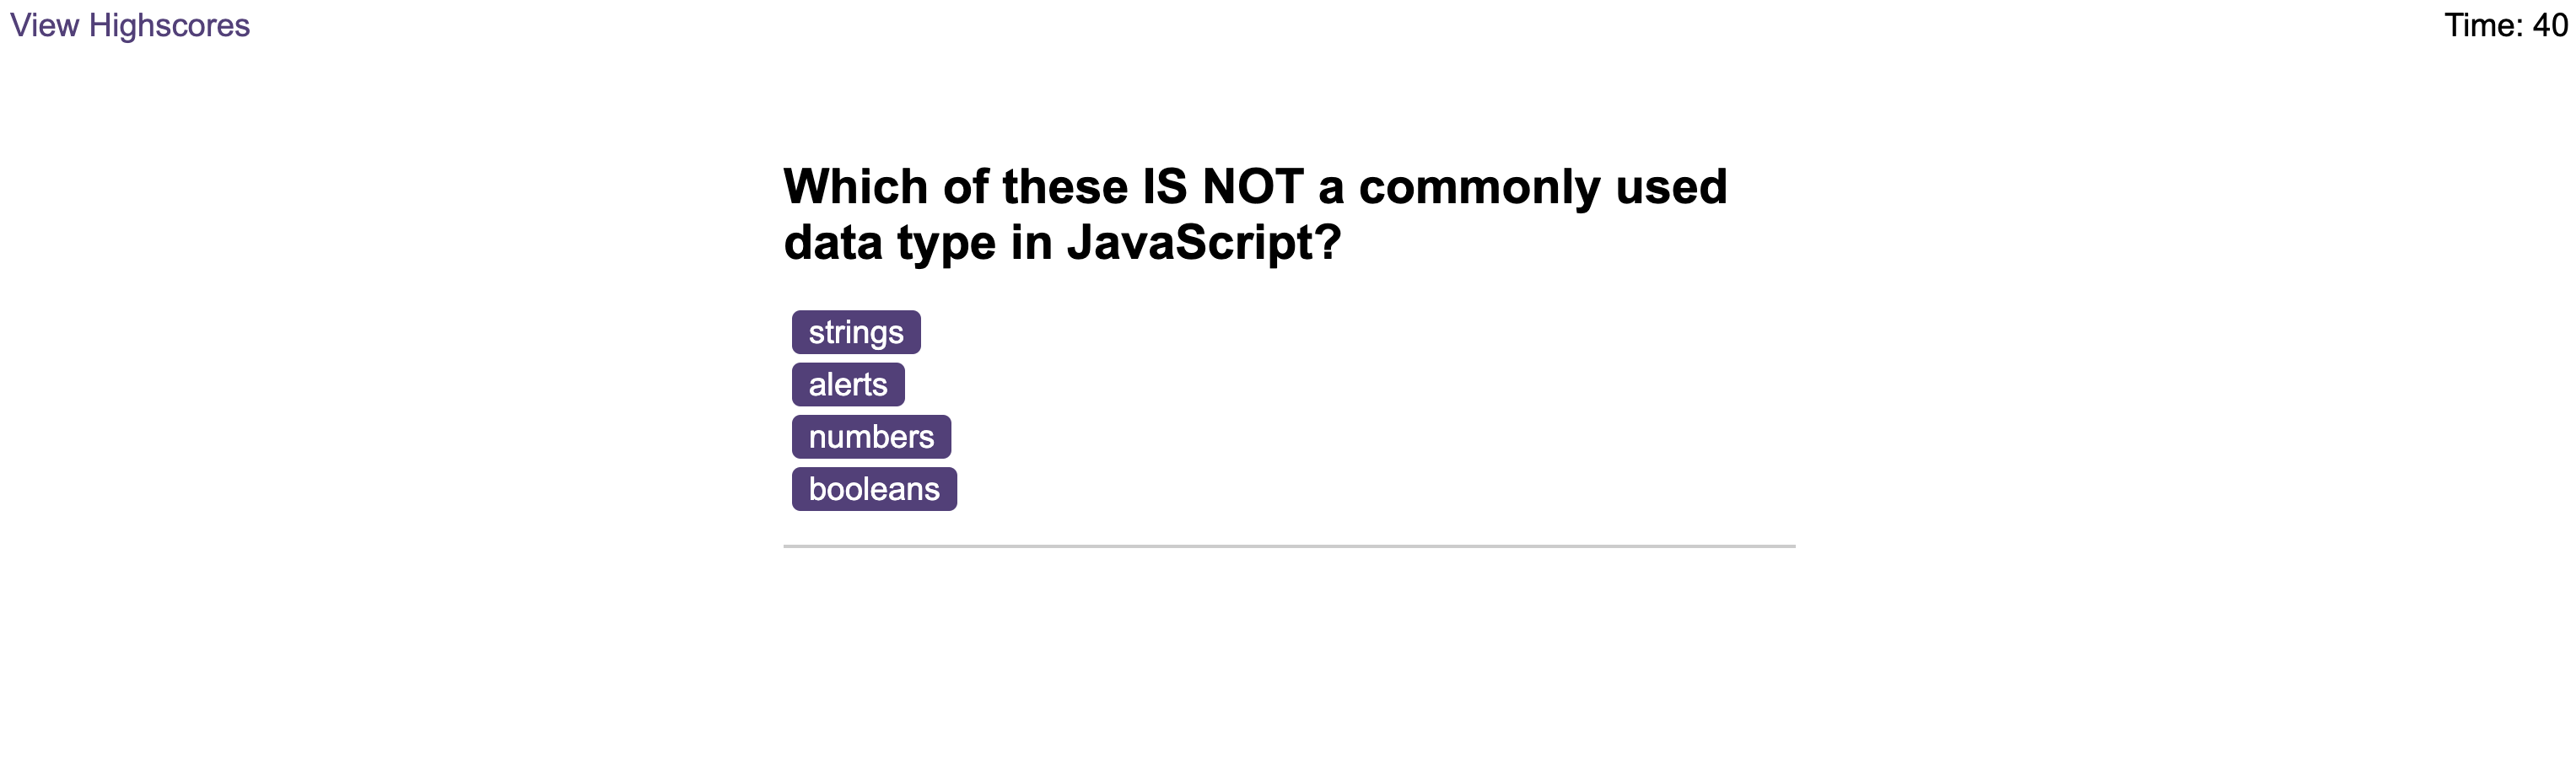 View Highscores
Time: 40
Which of these IS NOT a commonly used
data type in JavaScript?
strings
alerts
numbers
booleans